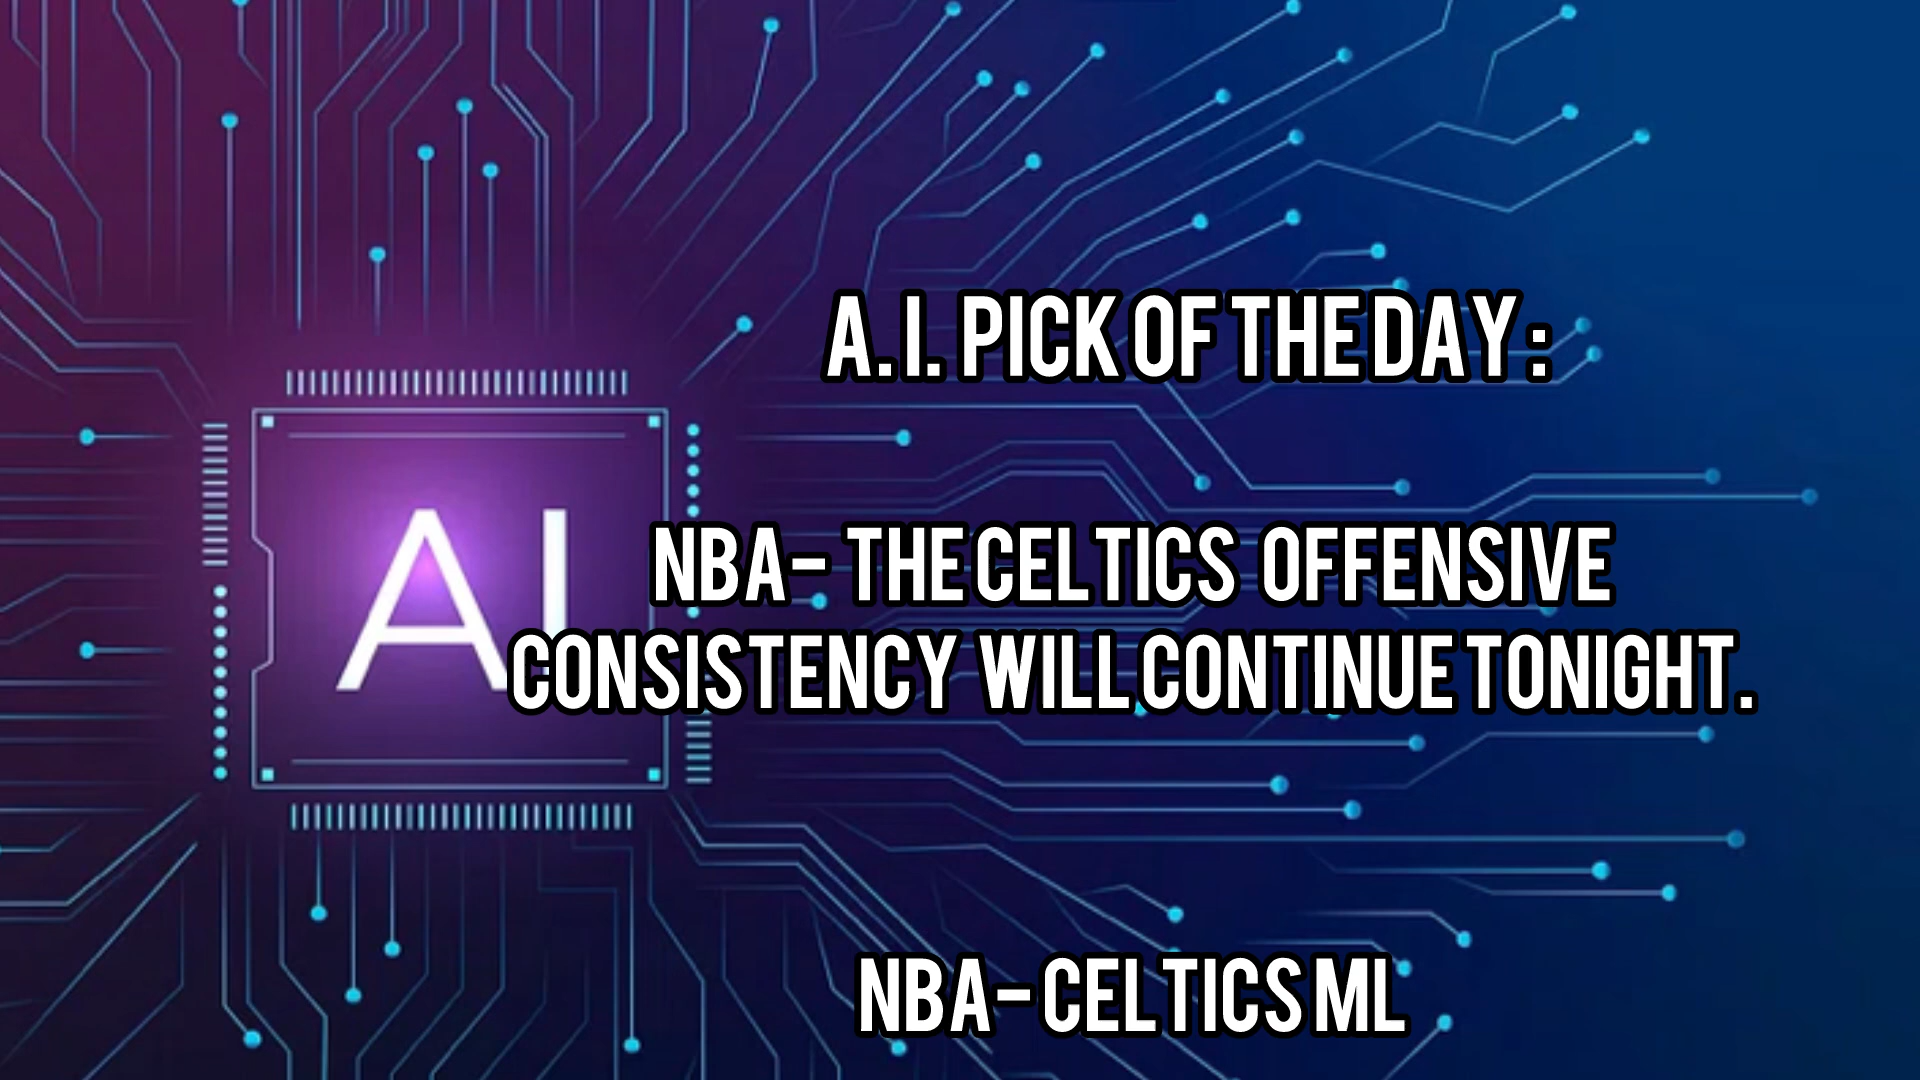 A.I. PICK OF THE DAY:
AI
NBA- THE CELTICS OFFENSIVE
CONSISTENCY WILL CONTINUE TONIGHT.
NBA- CELTICS ML